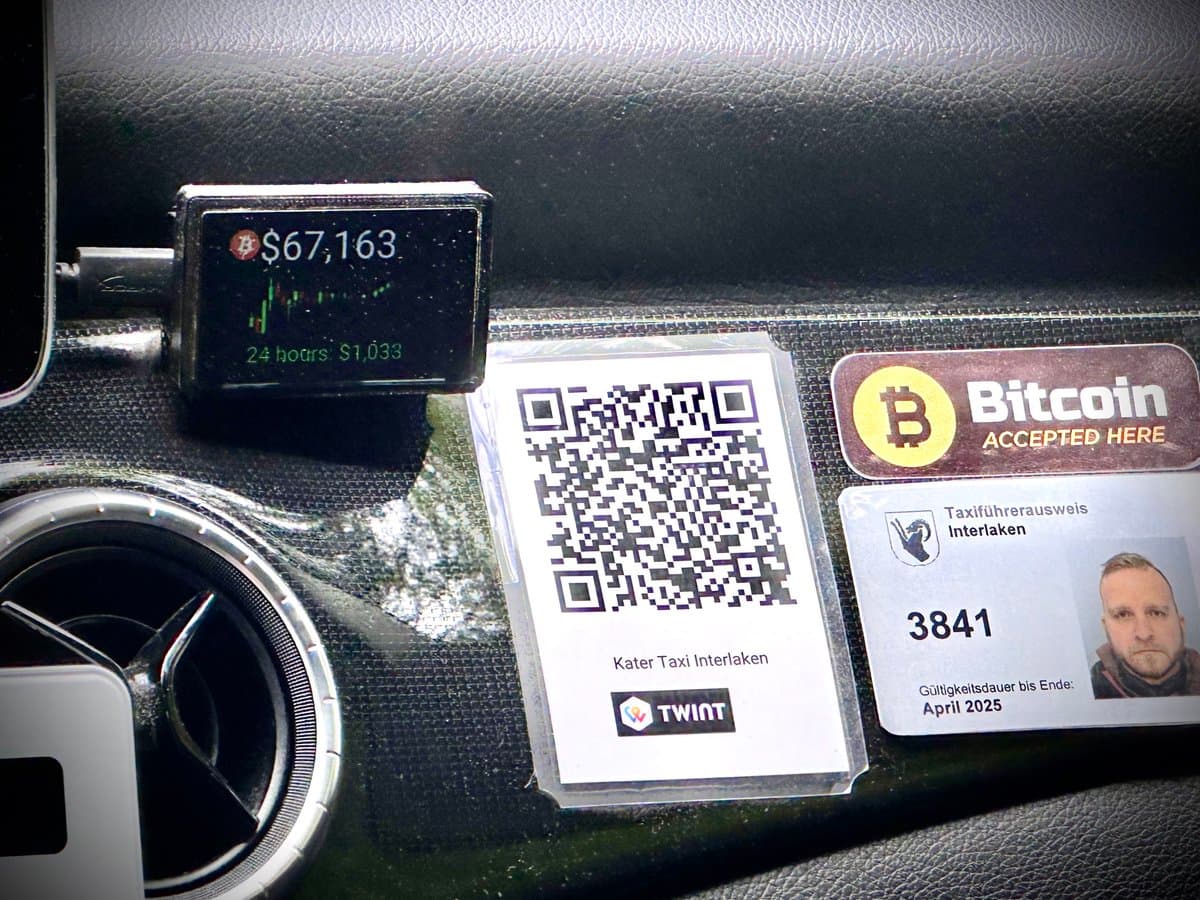 $67,163
24 hours: $1,033
Kater Taxi Interlaken
TWINT
Bitcoin
ACCEPTED HERE
Taxiführerausweis
Interlaken
3841
Gültigkeitsdauer bis Ende:
April 2025